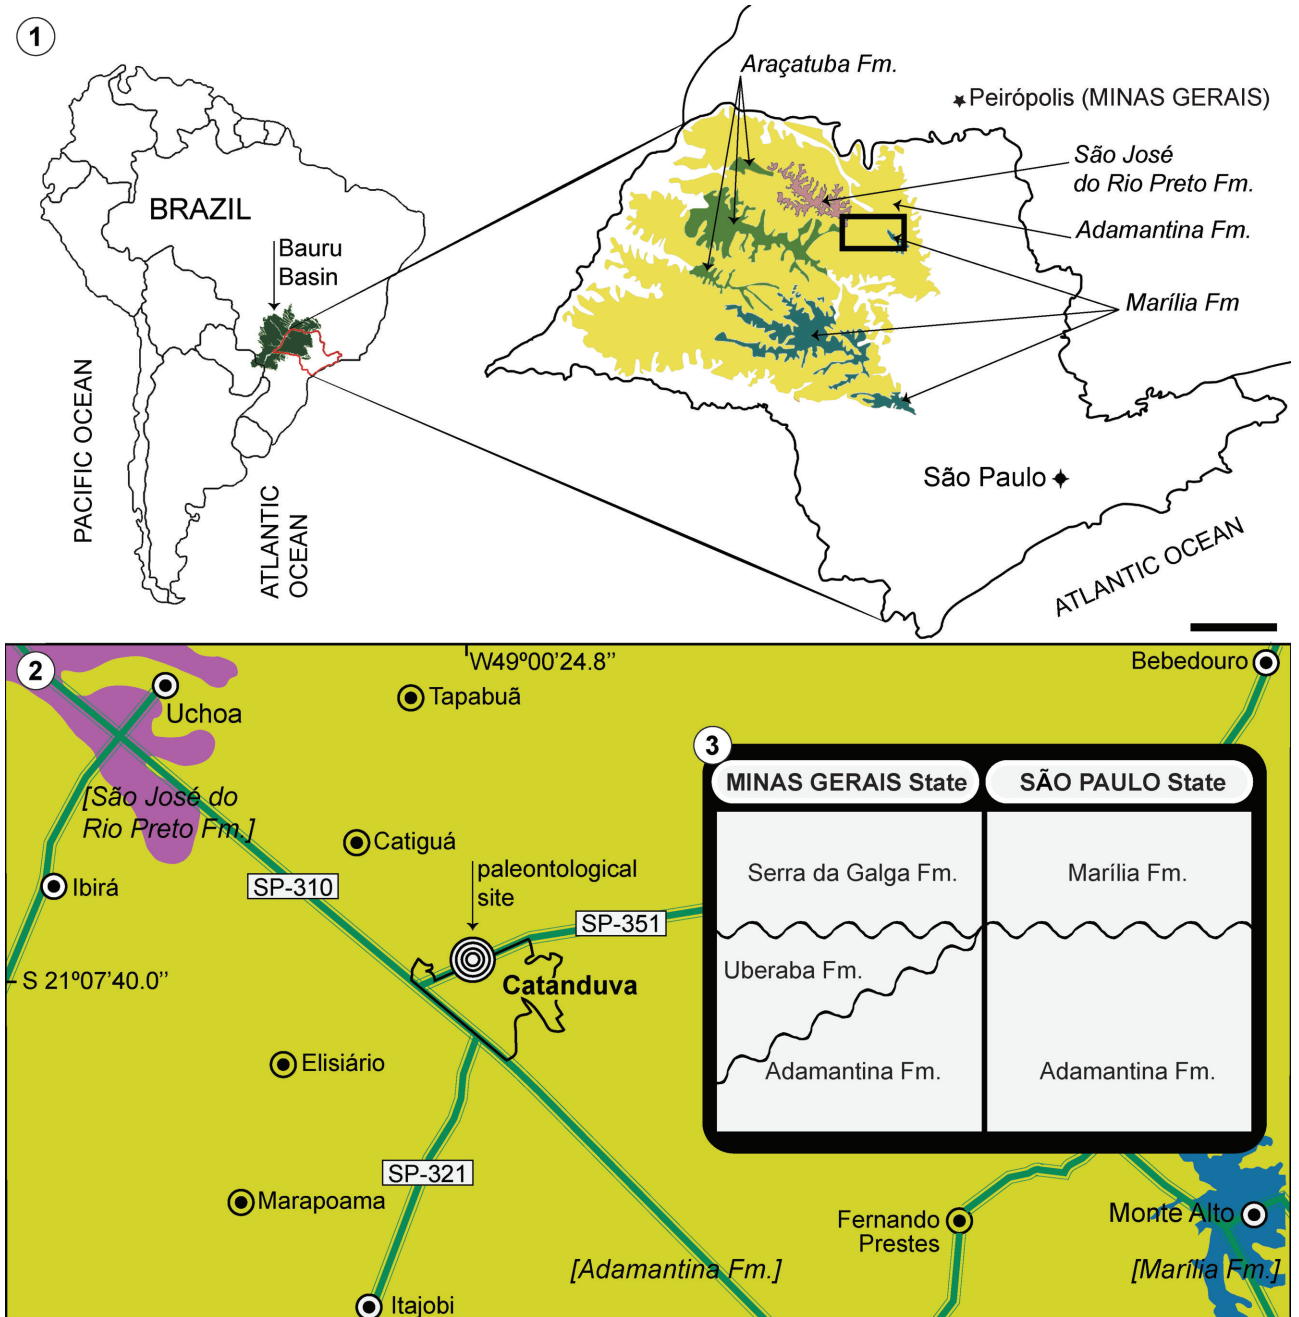 1
BRAZIL
Bauru
Basin
PACIFIC OCEAN
ATLANTIC
OCEAN
Araçatuba Fm.
Peirópolis (MINAS GERAIS)
São José
do Rio Preto Fm.
Adamantina Fm.
Marília Fm
São Paulo
ATLANTIC OCEAN
2
W49º00'24.8’’
Bebedouro
Tapabuã
Uchoa
[São José do
Rio Preto Fm.]
Catiguá
paleontological
site
Ibirá
SP-310
SP-351
S 21º07'40.0’’
Catanduva
Elisiário
SP-321
Marapoama
Fernando
Prestes
Monte Alto
[Adamantina Fm.]
[Marília Fm.]
Itajobi
3
MINAS GERAIS State
SÃO PAULO State
Serra da Galga Fm.
Marília Fm.
Uberaba Fm.
Adamantina Fm.
Adamantina Fm.